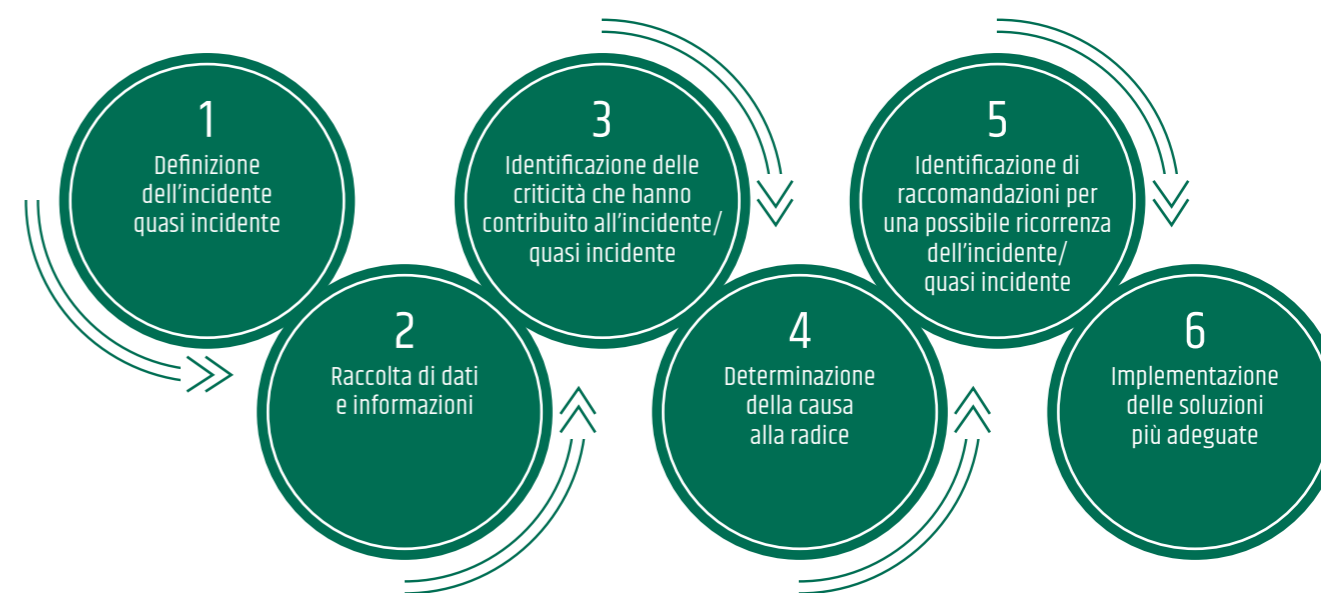 1
Definizione
dell'incidente
quasi incidente
2
Raccolta di dati
e informazioni
3
Identificazione delle
criticità che hanno
contribuito all'incidente/
quasi incidente
4
Determinazione
della causa
alla radice
5
Identificazione di
raccomandazioni per
una possibile ricorrenza
dell'incidente/
quasi incidente
6
Implementazione
delle soluzioni
più adeguate